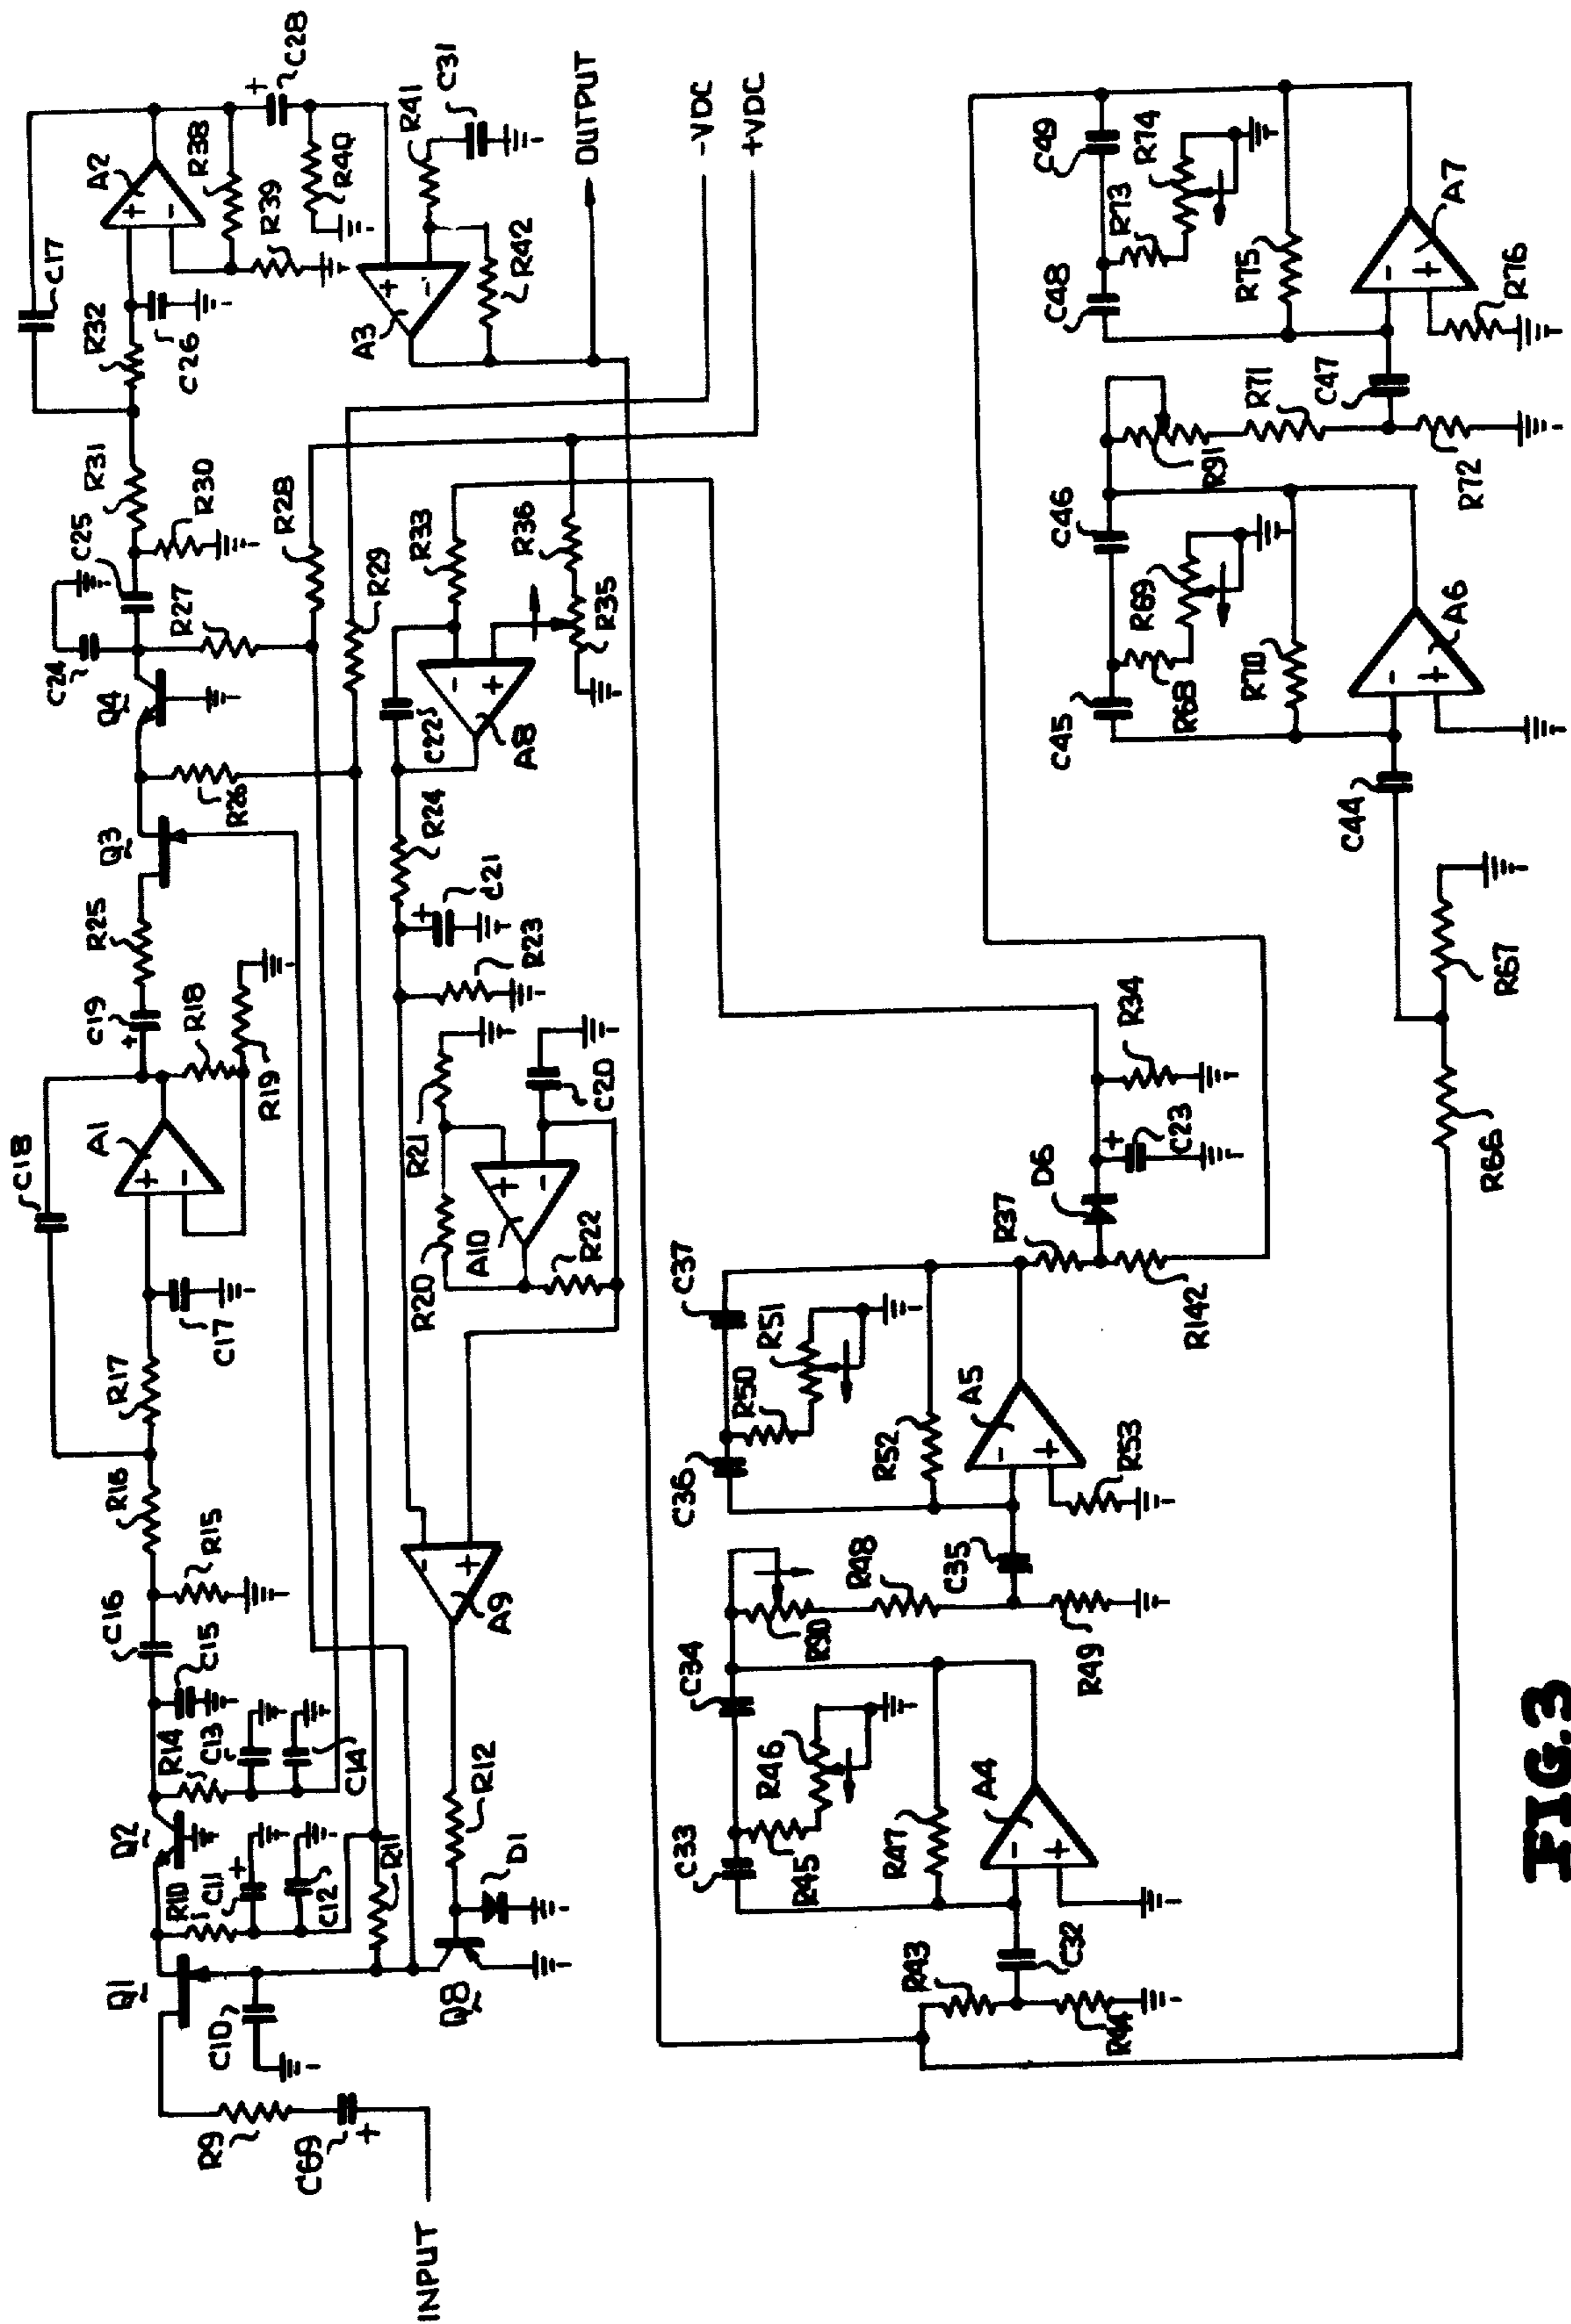 C18
C17
R16
R17
A1
+
-
C19
+
R25
Q3
Q4
C24
C25
R31
R32
A2
+
-
+
C28
Q1
R10
C11
+
C12
Q2
R14
C13
C14
C15
C16
R15
C17
R18
R19
R26
R27
R30
C26
R38
R39
R40
R28
R29
R9
C10
C69
+
INPUT
Q8
D1
R11
R12
A9
-
+
R20
R21
A10
+
-
R22
C20
R23
C21
+
R24
C22
A8
-
+
R33
R36
R35
A3
+
-
R41
C31
R42
OUTPUT
-VDC
+VDC
R43
R44
C32
C33
C34
R45
R46
R47
A4
-
+
R90
R48
R49
C35
C36
C37
R50
R51
R52
A5
-
+
R53
R37
R142
D6
C23
+
R34
R66
R67
C44
C45
C46
R68
R69
R70
A6
-
+
R91
R71
R72
C47
C48
C49
R73
R74
R75
A7
-
+
R76
FIG.3